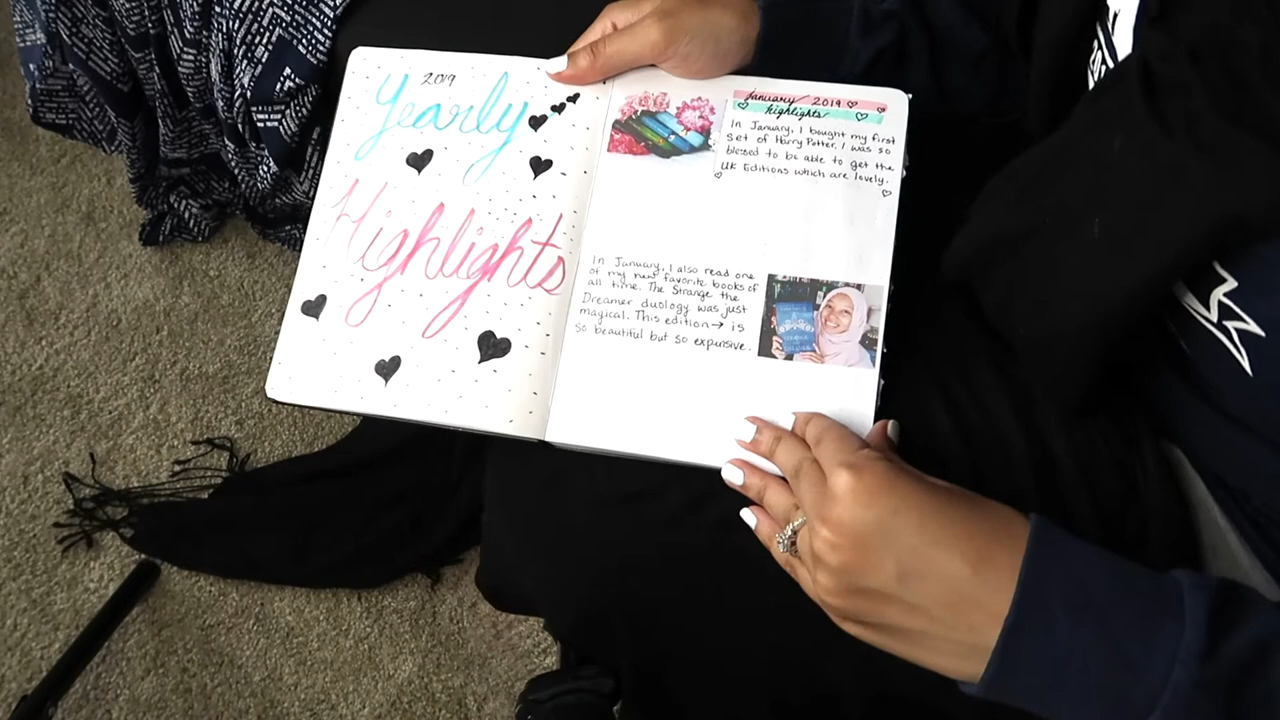 2019
Yearly
Highlights
January 2019
highlights
In January, I bought my first
set of Harry Potter. I was so
blessed to be able to get the
UK Editions which are lovely.
In January, I also read one
of my new favorite books of
all time. The Strange the
Dreamer duology was just
magical. This edition → is
so beautiful but so expensive.